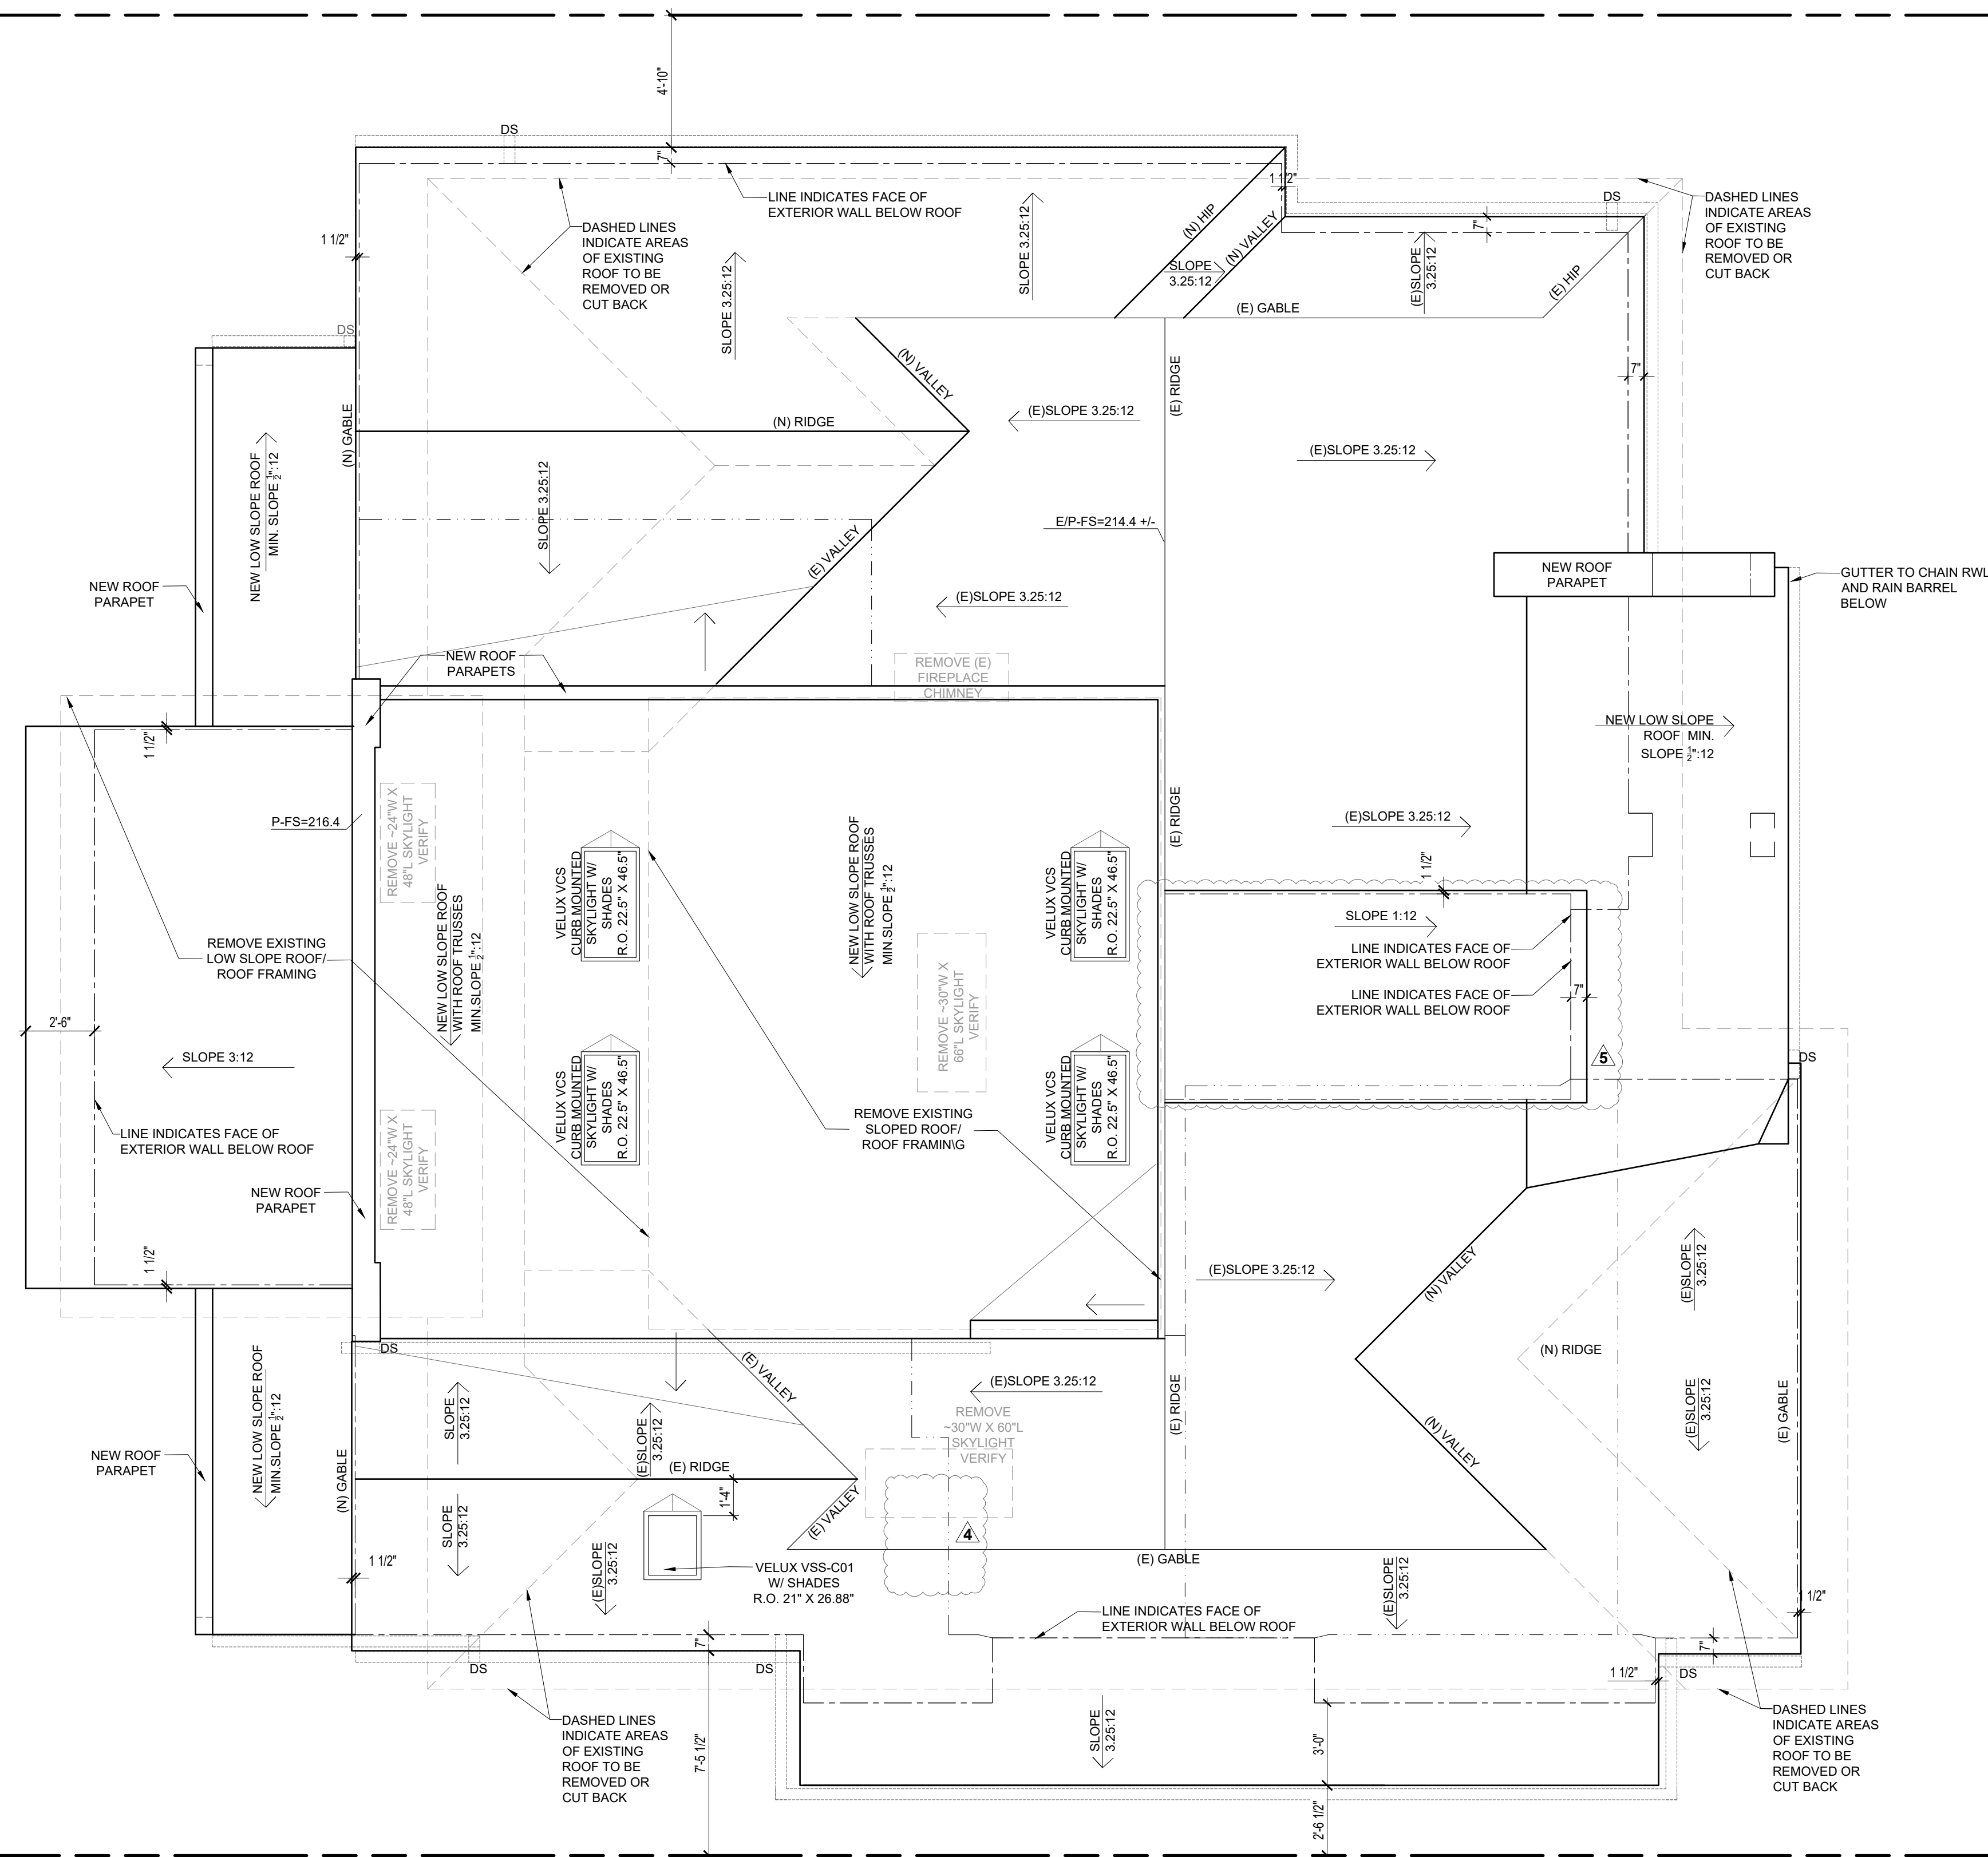 4'-10"
DS
7"
LINE INDICATES FACE OF
EXTERIOR WALL BELOW ROOF
1 1/2"
DS
DASHED LINES
INDICATE AREAS
OF EXISTING
ROOF TO BE
REMOVED OR
CUT BACK
DASHED LINES
INDICATE AREAS
OF EXISTING
ROOF TO BE
REMOVED OR
CUT BACK
1 1/2"
SLOPE 3.25:12
SLOPE 3.25:12
(N) HIP
(N) VALLEY
SLOPE
3.25:12
7"
(E)SLOPE
3.25:12
(E) HIP
(E) GABLE
DS
(N) VALLEY
(E) RIDGE
7"
(N) GABLE
(N) RIDGE
(E)SLOPE 3.25:12
(E)SLOPE 3.25:12
NEW LOW SLOPE ROOF
MIN. SLOPE ½":12
SLOPE 3.25:12
E/P-FS=214.4 +/-
(E) VALLEY
NEW ROOF
PARAPET
NEW ROOF
PARAPET
GUTTER TO CHAIN RWL
AND RAIN BARREL
BELOW
(E)SLOPE 3.25:12
NEW ROOF
PARAPETS
REMOVE (E)
FIREPLACE
CHIMNEY
1 1/2"
NEW LOW SLOPE
ROOF MIN.
SLOPE ½":12
P-FS=216.4
REMOVE ~24"W X
48"L SKYLIGHT
VERIFY
NEW LOW SLOPE ROOF
WITH ROOF TRUSSES
MIN.SLOPE ½":12
VELUX VCS
CURB MOUNTED
SKYLIGHT W/
SHADES
R.O. 22.5" X 46.5"
NEW LOW SLOPE ROOF
WITH ROOF TRUSSES
MIN.SLOPE ½":12
VELUX VCS
CURB MOUNTED
SKYLIGHT W/
SHADES
R.O. 22.5" X 46.5"
(E) RIDGE
(E)SLOPE 3.25:12
1 1/2"
SLOPE 1:12
LINE INDICATES FACE OF
EXTERIOR WALL BELOW ROOF
LINE INDICATES FACE OF
EXTERIOR WALL BELOW ROOF
7"
5
REMOVE EXISTING
LOW SLOPE ROOF/
ROOF FRAMING
REMOVE ~30"W X
66"L SKYLIGHT
VERIFY
2'-6"
SLOPE 3:12
DS
LINE INDICATES FACE OF
EXTERIOR WALL BELOW ROOF
REMOVE ~24"W X
48"L SKYLIGHT
VERIFY
VELUX VCS
CURB MOUNTED
SKYLIGHT W/
SHADES
R.O. 22.5" X 46.5"
REMOVE EXISTING
SLOPED ROOF/
ROOF FRAMIN\G
VELUX VCS
CURB MOUNTED
SKYLIGHT W/
SHADES
R.O. 22.5" X 46.5"
NEW ROOF
PARAPET
1 1/2"
(E)SLOPE 3.25:12
(N) VALLEY
(E)SLOPE
3.25:12
DS
(N) RIDGE
NEW LOW SLOPE ROOF
MIN.SLOPE ½":12
SLOPE
3.25:12
(E)SLOPE
3.25:12
(E) VALLEY
(E)SLOPE 3.25:12
REMOVE
~30"W X 60"L
SKYLIGHT
VERIFY
(E) RIDGE
(N) VALLEY
(E)SLOPE
3.25:12
(E) GABLE
NEW ROOF
PARAPET
(N) GABLE
(E) RIDGE
1'-4"
(E) VALLEY
4
SLOPE
3.25:12
1 1/2"
(E)SLOPE
3.25:12
VELUX VSS-C01
W/ SHADES
R.O. 21" X 26.88"
(E) GABLE
(E)SLOPE
3.25:12
1 1/2"
LINE INDICATES FACE OF
EXTERIOR WALL BELOW ROOF
7"
7"
DS
DS
1 1/2"
DS
DASHED LINES
INDICATE AREAS
OF EXISTING
ROOF TO BE
REMOVED OR
CUT BACK
7'-5 1/2"
SLOPE
3.25:12
3'-0"
DASHED LINES
INDICATE AREAS
OF EXISTING
ROOF TO BE
REMOVED OR
CUT BACK
2'-6 1/2"